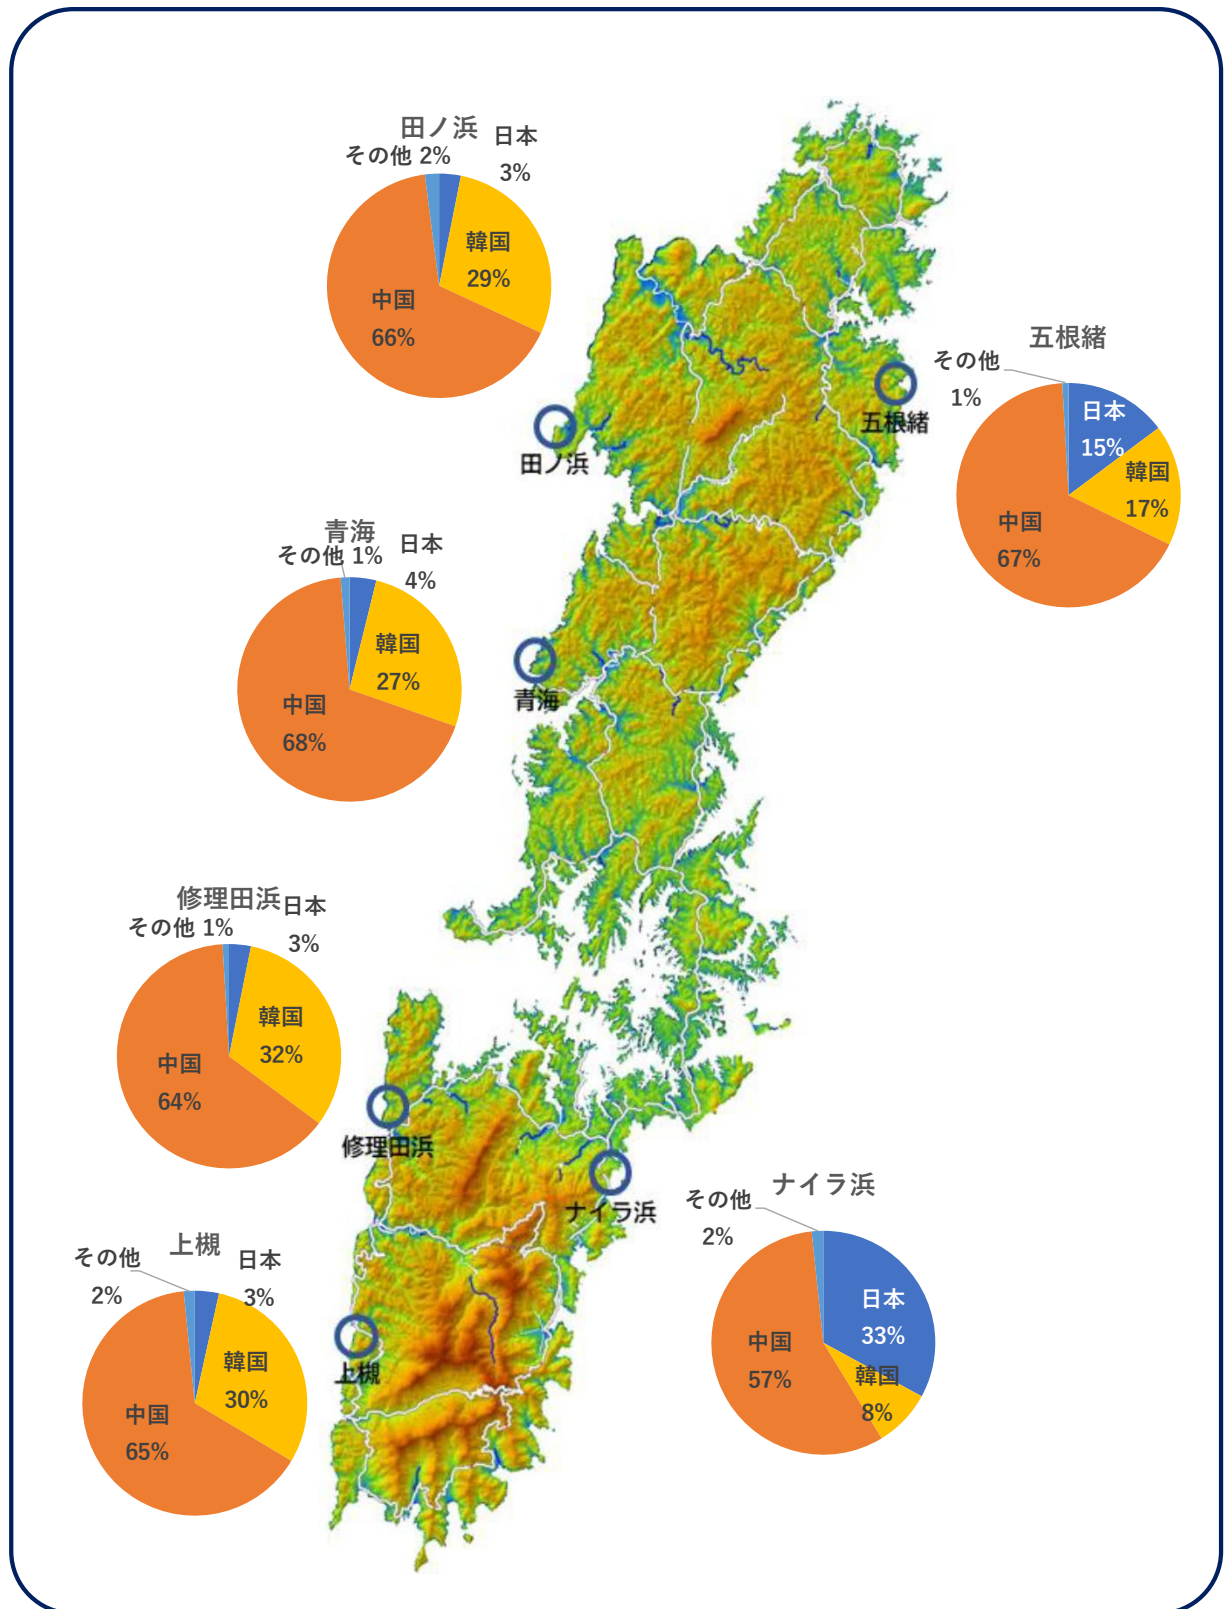 田ノ浜
日本
3%
その他 2%
韓国
29%
中国
66%
五根緒
その他
1%
日本
15%
韓国
17%
中国
67%
五根緒
田ノ浜
青海
その他 1%
日本
4%
韓国
27%
中国
68%
青海
修理田浜
日本
3%
その他 1%
韓国
32%
中国
64%
修理田浜
ナイラ浜
ナイラ浜
その他
2%
日本
33%
韓国
8%
中国
57%
上槻
その他
2%
日本
3%
韓国
30%
中国
65%
上槻